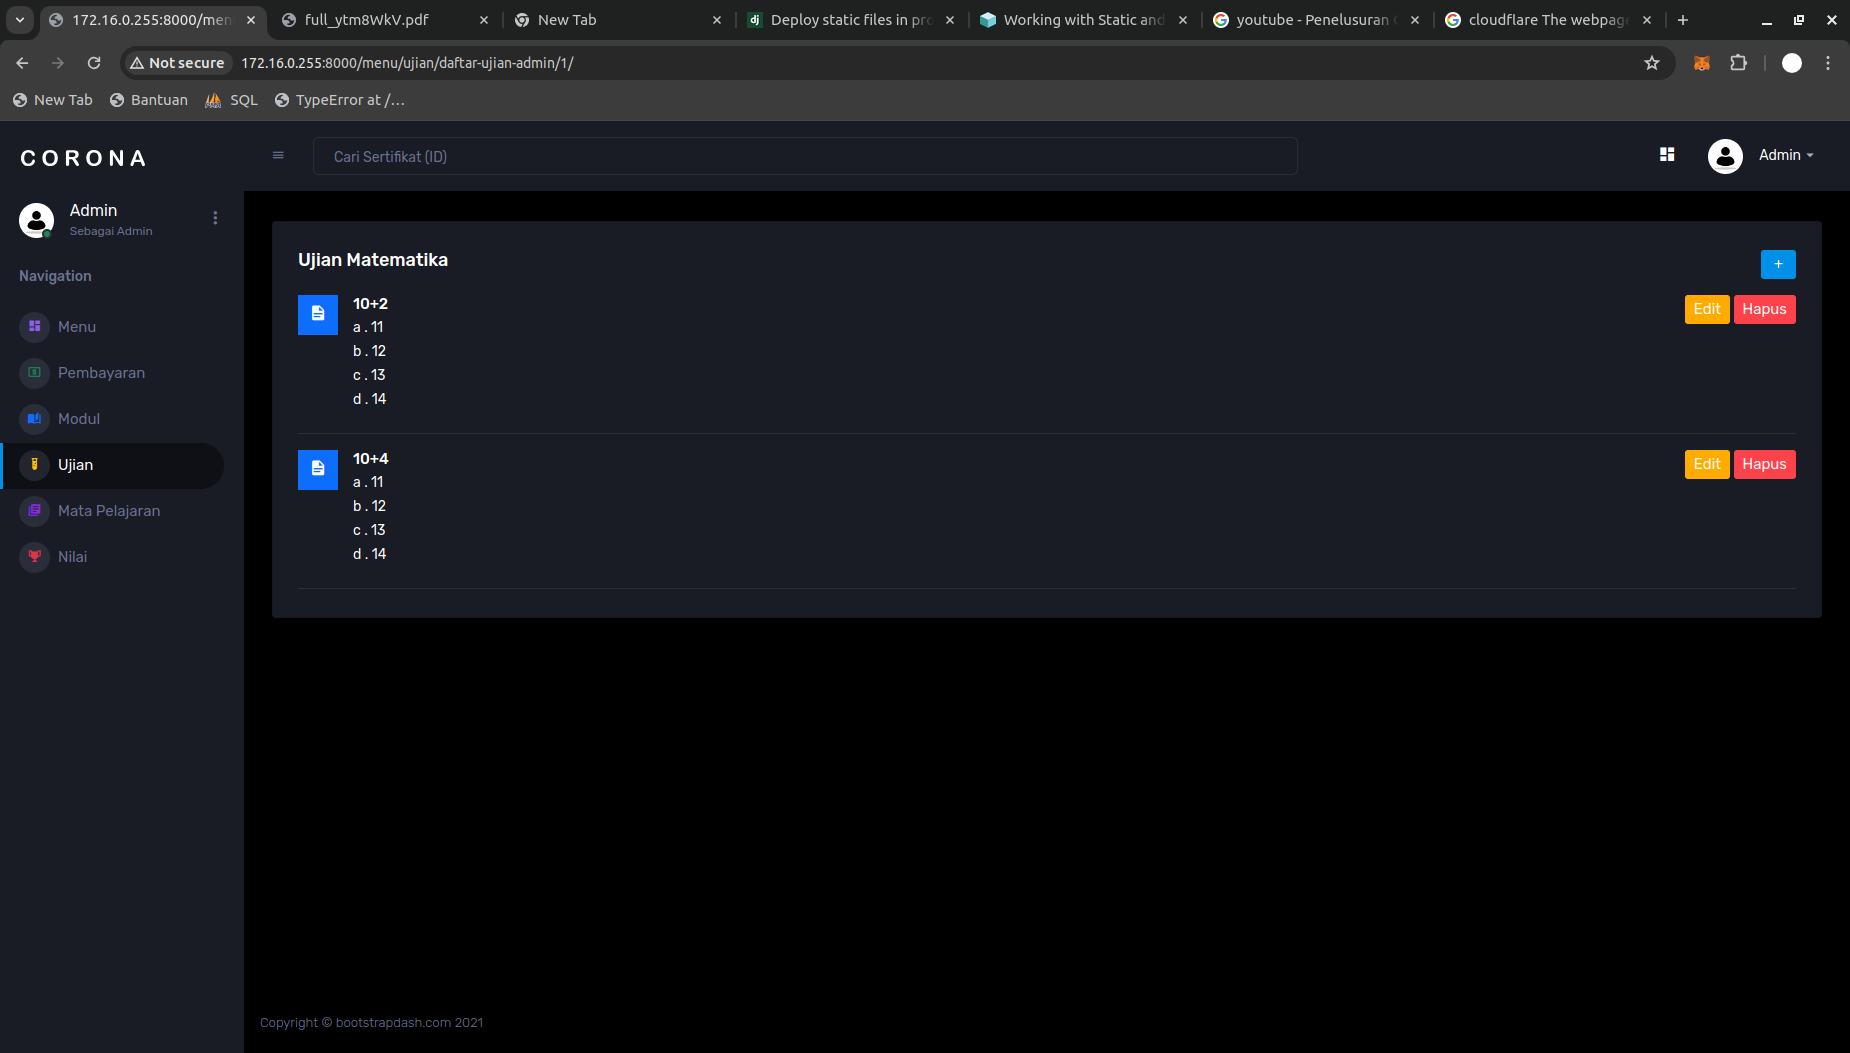 172.16.0.255:8000/men
full_ytm8WkV.pdf
New Tab
Deploy static files in pro
Working with Static and
youtube - Penelusuran
cloudflare The webpage
Not secure
172.16.0.255:8000/menu/ujian/daftar-ujian-admin/1/
New Tab
Bantuan
SQL
TypeError at /...
CORONA
Cari Sertifikat (ID)
Admin
Admin
Sebagai Admin
Navigation
Menu
Pembayaran
Modul
Ujian
Mata Pelajaran
Nilai
Ujian Matematika
+
10+2
Edit
Hapus
a . 11
b . 12
c . 13
d . 14
10+4
Edit
Hapus
a . 11
b . 12
c . 13
d . 14
Copyright © bootstrapdash.com 2021